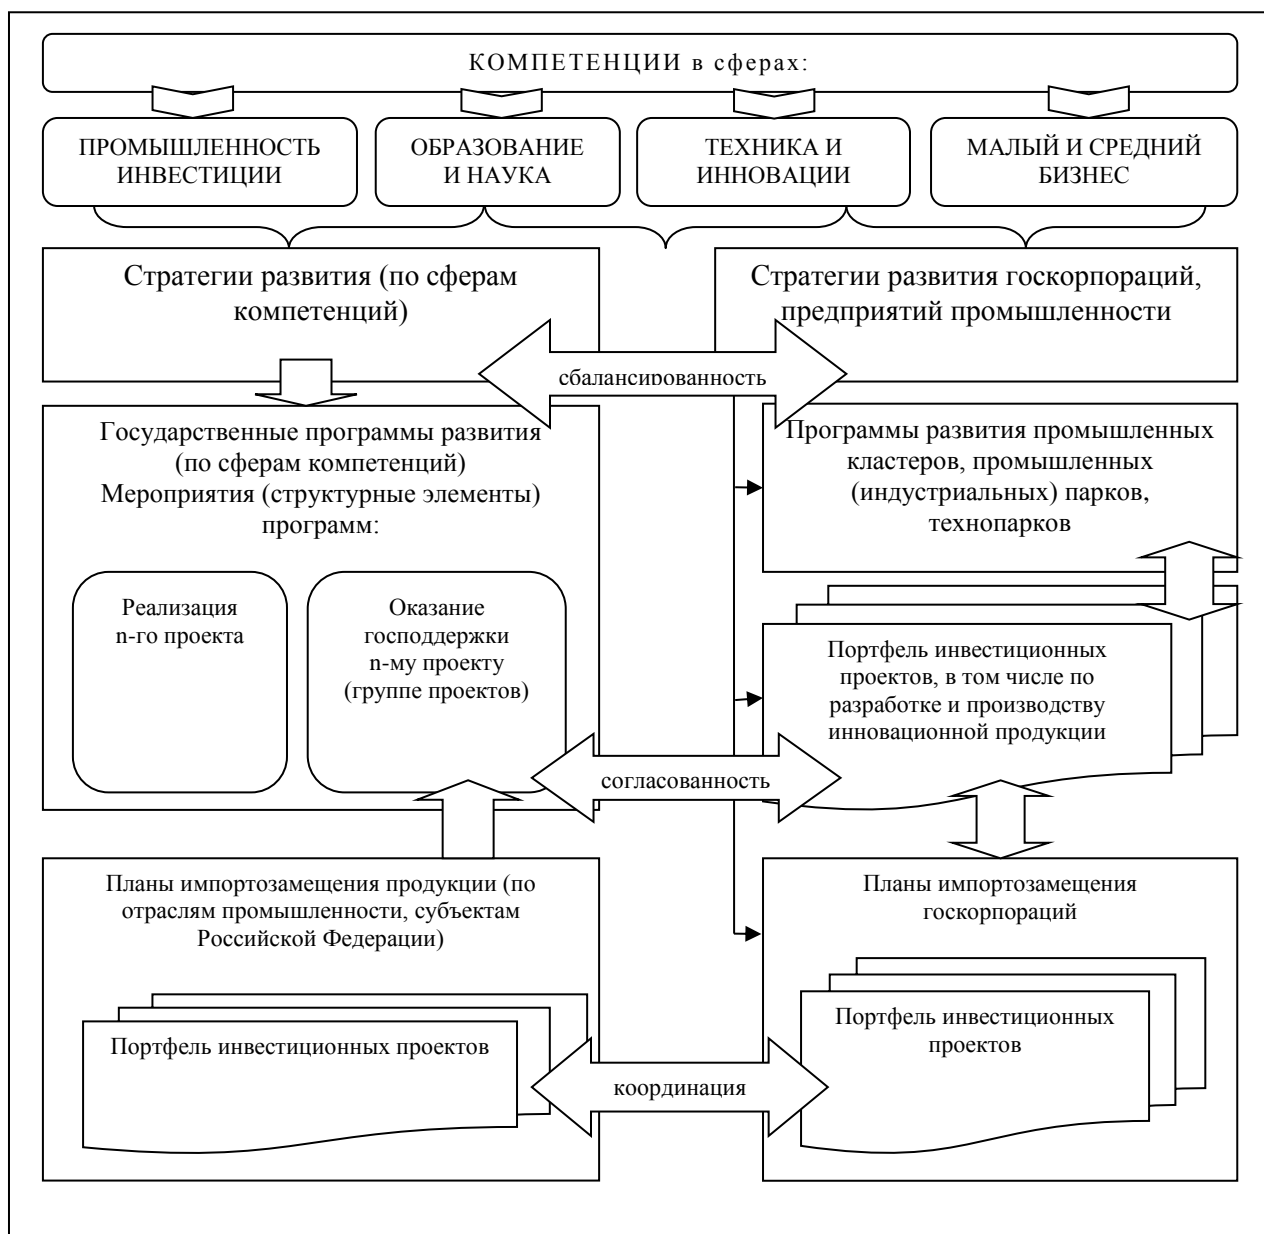 КОМПЕТЕНЦИИ в сферах:
ПРОМЫШЛЕННОСТЬ
ИНВЕСТИЦИИ
ОБРАЗОВАНИЕ
И НАУКА
ТЕХНИКА И
ИННОВАЦИИ
МАЛЫЙ И СРЕДНИЙ
БИЗНЕС
Стратегии развития (по сферам
компетенций)
Стратегии развития госкорпораций,
предприятий промышленности
сбалансированность
Государственные программы развития
(по сферам компетенций)
Мероприятия (структурные элементы)
программ:
Программы развития промышленных
кластеров, промышленных
(индустриальных) парков,
технопарков
Реализация
n-го проекта
Оказание
господдержки
n-му проекту
(группе проектов)
Портфель инвестиционных
проектов, в том числе по
разработке и производству
инновационной продукции
согласованность
Планы импортозамещения продукции (по
отраслям промышленности, субъектам
Российской Федерации)
Планы импортозамещения
госкорпораций
Портфель инвестиционных проектов
Портфель инвестиционных
проектов
координация